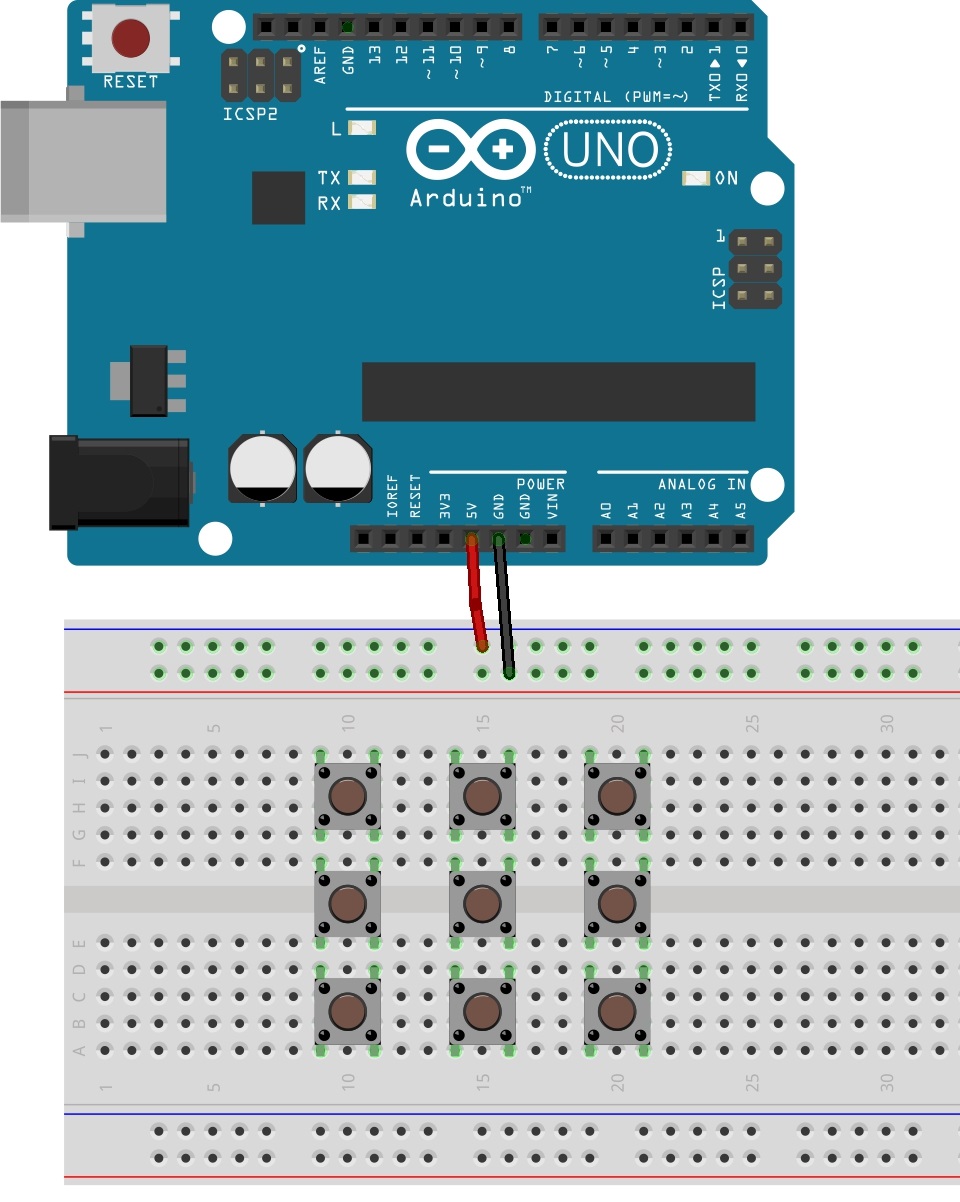 RESET
ICSP2
AREF
GND
13
12
~11
~10
~9
8
7
~6
~5
4
~3
2
TX0▶1
RX0◀0
DIGITAL (PWM=~)
L
TX
RX
Arduino™
UNO
ON
1
ICSP
IOREF
RESET
3V3
5V
GND
GND
VIN
POWER
ANALOG IN
A0
A1
A2
A3
A4
A5
1 5 10 15 20 25 30
J
I
H
G
F
E
D
C
B
A
1 5 10 15 20 25 30